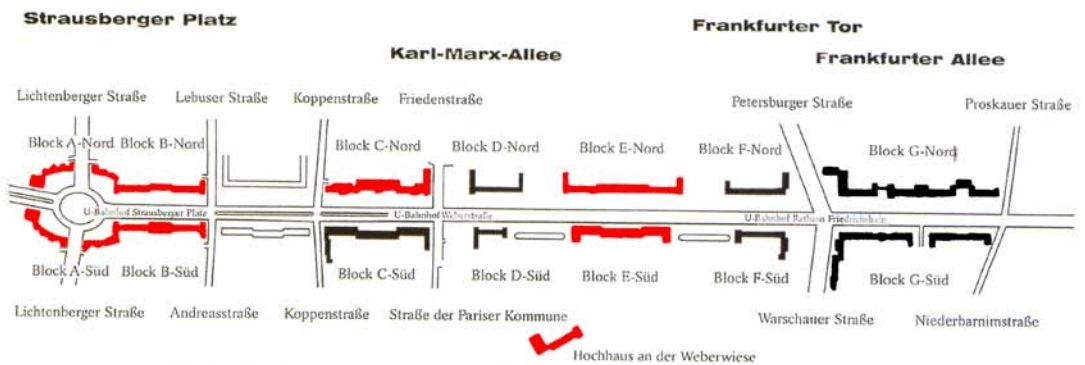 Strausberger Platz
Frankfurter Tor
Karl-Marx-Allee
Frankfurter Allee
Lichtenberger Straße Lebuser Straße Koppenstraße Friedenstraße Petersburger Straße Proskauer Straße
Block A-Nord Block B-Nord Block C-Nord Block D-Nord Block E-Nord Block F-Nord Block G-Nord
U-Bahnhof Strausberger Platz U-Bahnhof Weberstraße U-Bahnhof Rathaus Friedrichshain
Block A-Süd Block B-Süd Block C-Süd Block D-Süd Block E-Süd Block F-Süd Block G-Süd
Lichtenberger Straße Andreasstraße Koppenstraße Straße der Pariser Kommune Warschauer Straße Niederbarnimstraße
Hochhaus an der Weberwiese